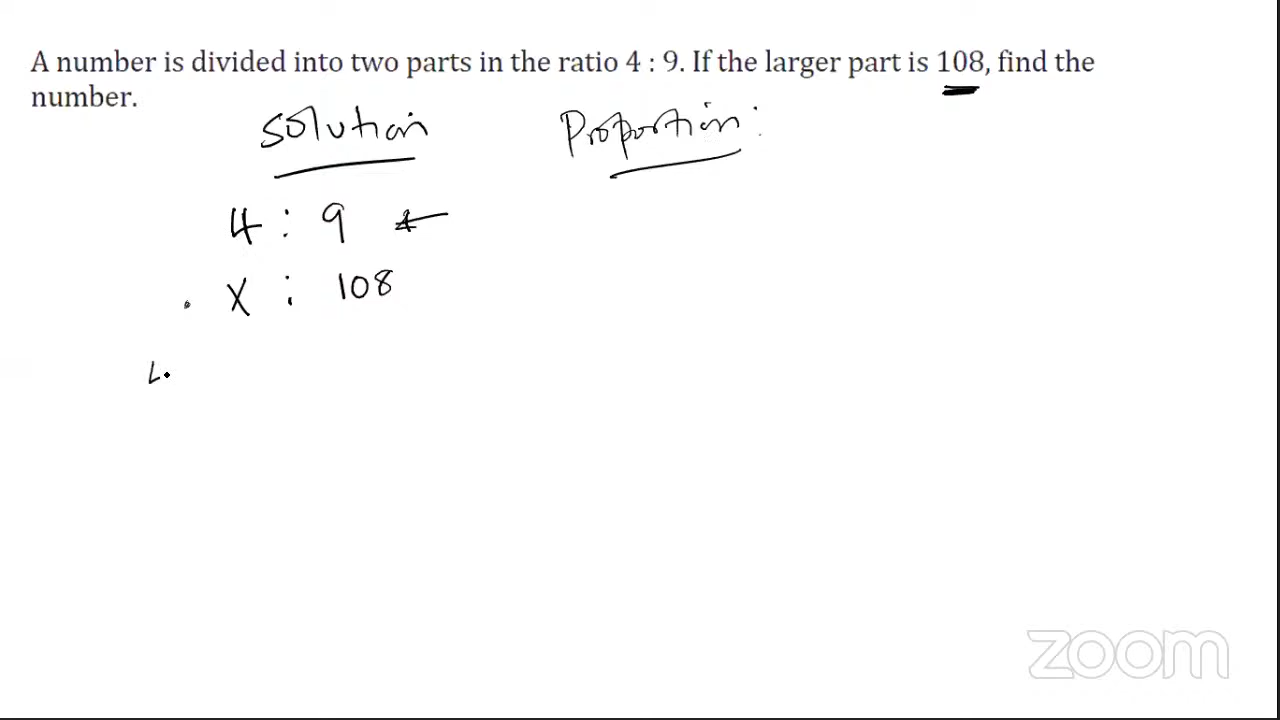 A number is divided into two parts in the ratio 4 : 9. If the larger part is 108, find the
number.
Solution
Proportion:
4 : 9
x : 108
zoom